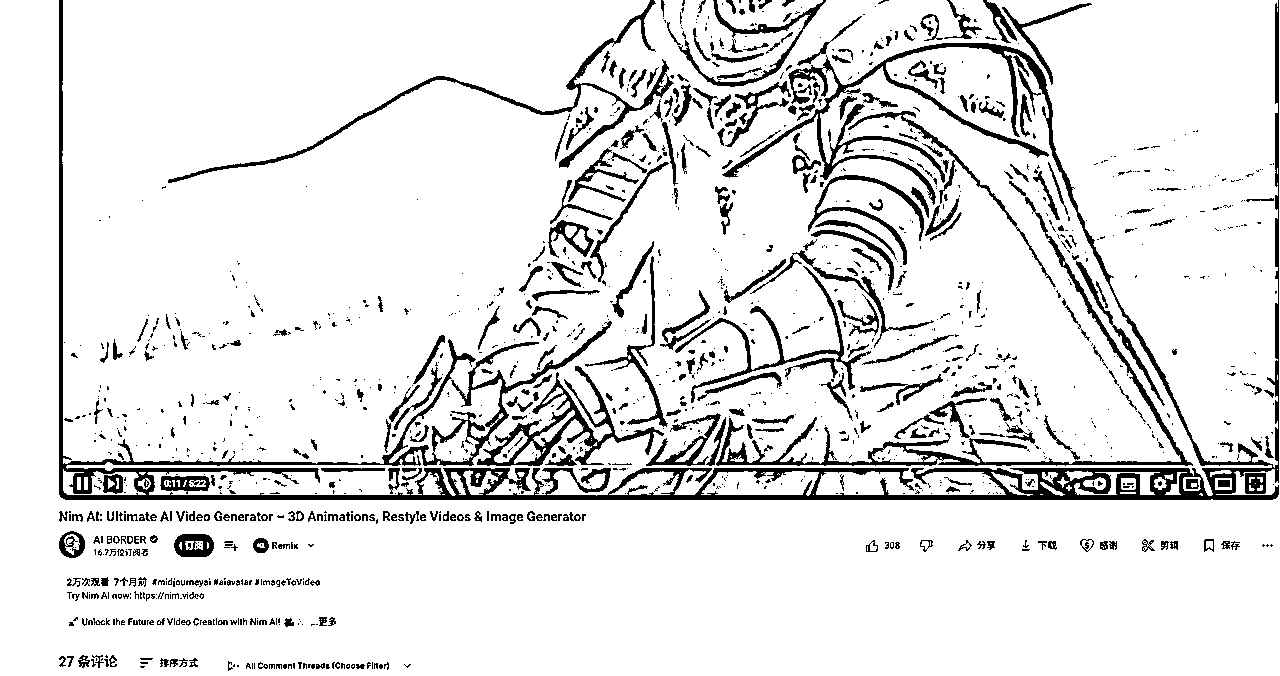 0:11 / 8:22
Nim AI: Ultimate AI Video Generator – 3D Animations, Restyle Videos & Image Generator
AI BORDER
16.7万位订阅者
订阅
Remix
308
分享
下载
感谢
剪辑
保存
2万次观看 7个月前 #midjourneyai #aiavatar #ImageToVideo
Try Nim AI now: https://nim.video
Unlock the Future of Video Creation with Nim AI!
...更多
27 条评论
排序方式
All Comment Threads (Choose Filter)